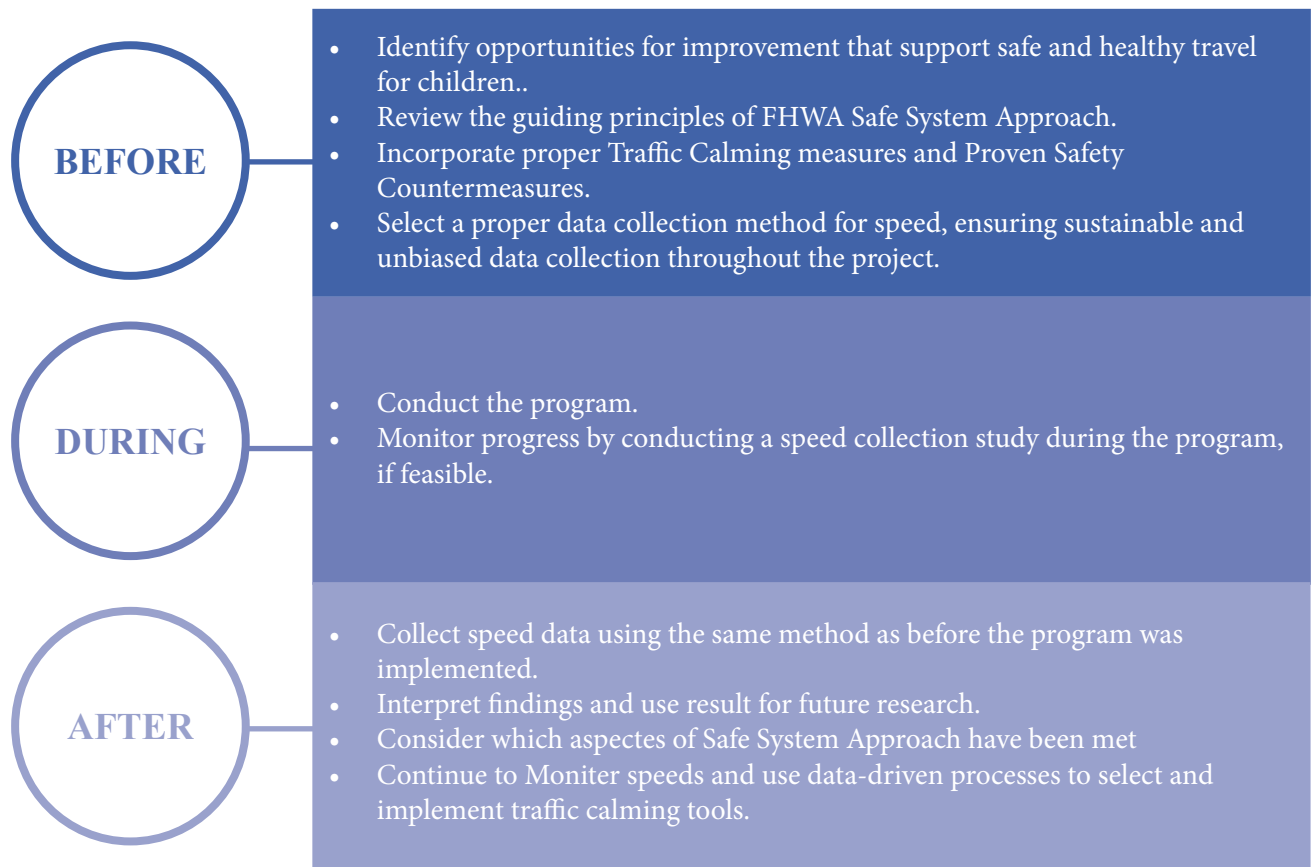 BEFORE
• Identify opportunities for improvement that support safe and healthy travel
for children..
• Review the guiding principles of FHWA Safe System Approach.
• Incorporate proper Traffic Calming measures and Proven Safety
Countermeasures.
• Select a proper data collection method for speed, ensuring sustainable and
unbiased data collection throughout the project.
DURING
• Conduct the program.
• Monitor progress by conducting a speed collection study during the program,
if feasible.
AFTER
• Collect speed data using the same method as before the program was
implemented.
• Interpret findings and use result for future research.
• Consider which aspectes of Safe System Approach have been met
• Continue to Moniter speeds and use data-driven processes to select and
implement traffic calming tools.